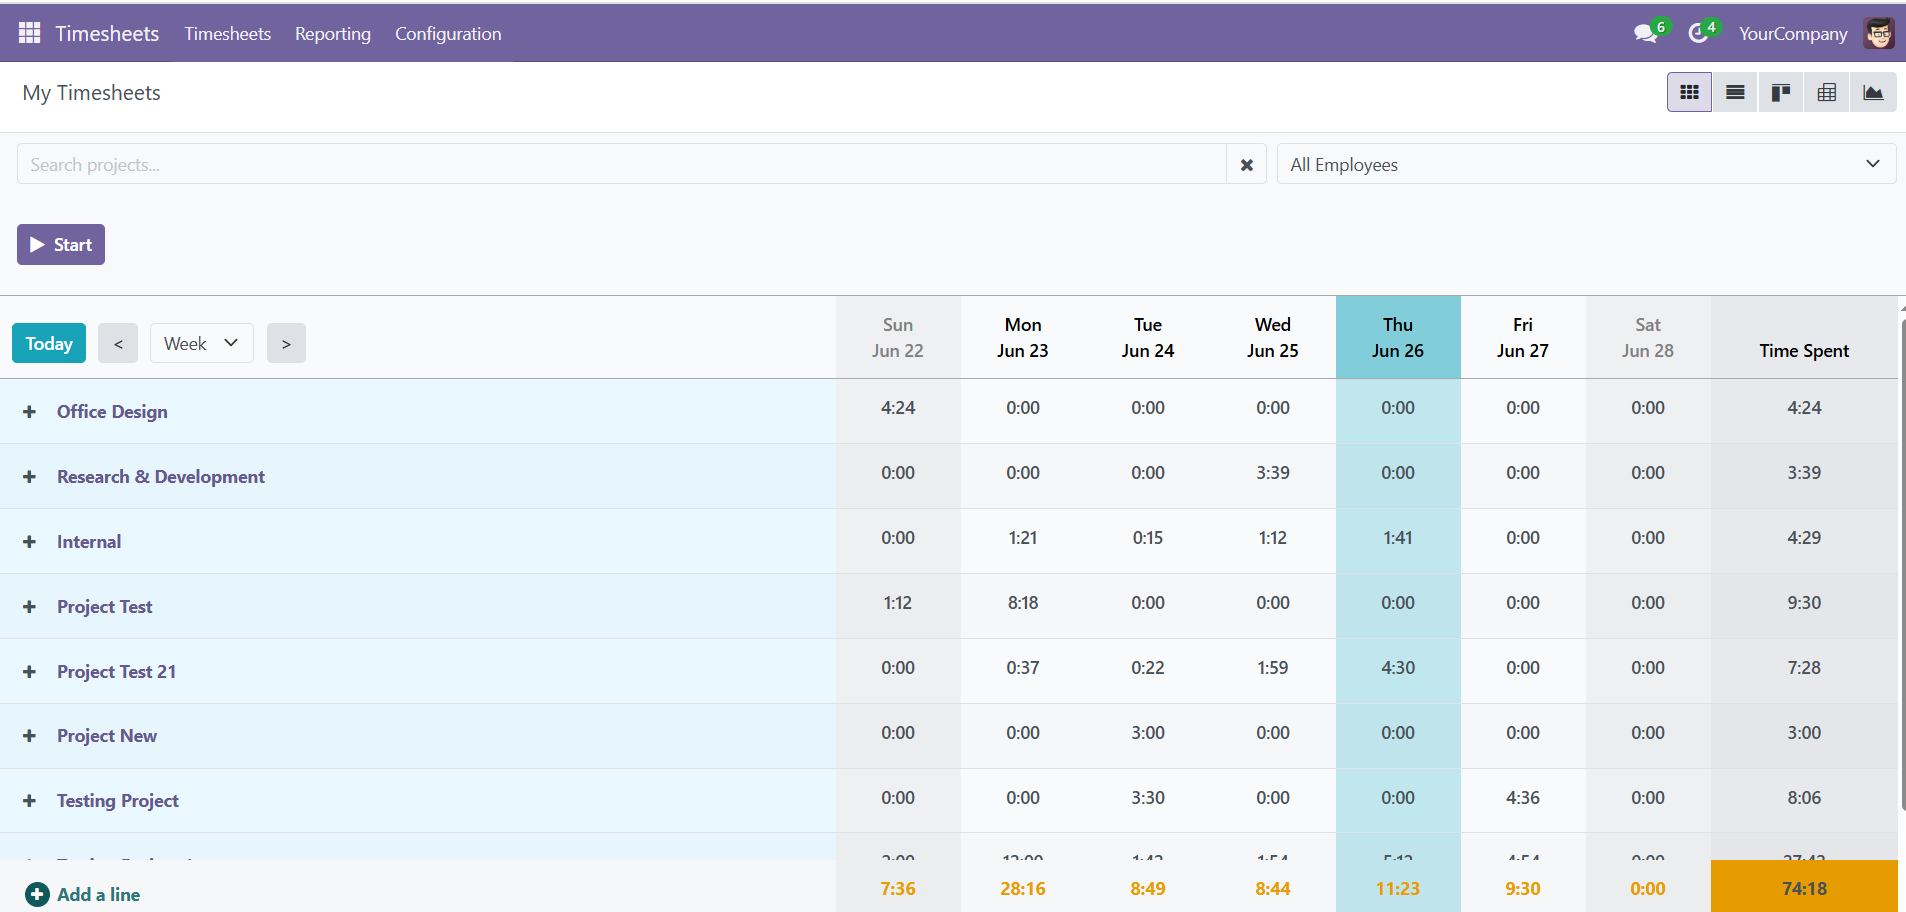 Timesheets Timesheets Reporting Configuration 6 4 YourCompany
My Timesheets
Search projects... All Employees
Start
Today < Week > Sun Jun 22 Mon Jun 23 Tue Jun 24 Wed Jun 25 Thu Jun 26 Fri Jun 27 Sat Jun 28 Time Spent
Office Design 4:24 0:00 0:00 0:00 0:00 0:00 0:00 4:24
Research & Development 0:00 0:00 0:00 3:39 0:00 0:00 0:00 3:39
Internal 0:00 1:21 0:15 1:12 1:41 0:00 0:00 4:29
Project Test 1:12 8:18 0:00 0:00 0:00 0:00 0:00 9:30
Project Test 21 0:00 0:37 0:22 1:59 4:30 0:00 0:00 7:28
Project New 0:00 0:00 3:00 0:00 0:00 0:00 0:00 3:00
Testing Project 0:00 0:00 3:30 0:00 0:00 4:36 0:00 8:06
Add a line 7:36 28:16 8:49 8:44 11:23 9:30 0:00 74:18